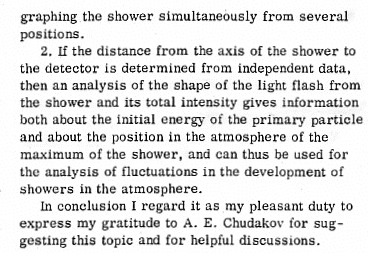 graphing the shower simultaneously from several
positions.
2. If the distance from the axis of the shower to
the detector is determined from independent data,
then an analysis of the shape of the light flash from
the shower and its total intensity gives information
both about the initial energy of the primary particle
and about the position in the atmosphere of the
maximum of the shower, and can thus be used for
the analysis of fluctuations in the development of
showers in the atmosphere.
In conclusion I regard it as my pleasant duty to
express my gratitude to A. E. Chudakov for sug-
gesting this topic and for helpful discussions.